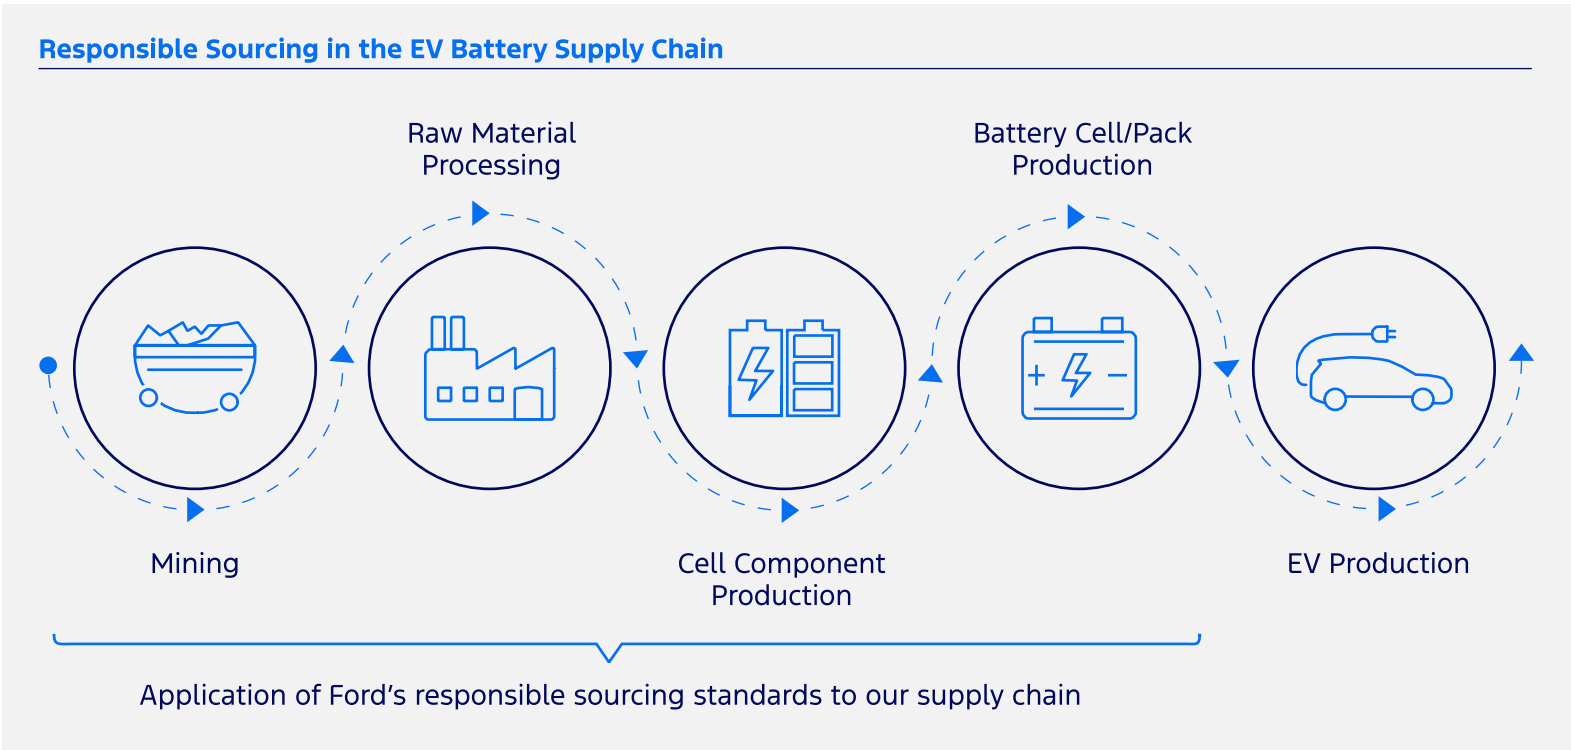 Responsible Sourcing in the EV Battery Supply Chain
Raw Material
Processing
Battery Cell/Pack
Production
Mining
Cell Component
Production
EV Production
Application of Ford’s responsible sourcing standards to our supply chain